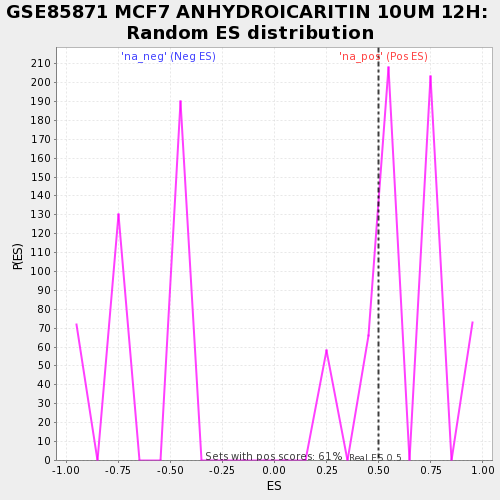 GSE85871 MCF7 ANHYDROICARITIN 10UM 12H:
Random ES distribution
'na_neg' (Neg ES)
'na_pos' (Pos ES)
210
200
190
180
170
160
150
140
130
120
110
100
90
80
70
60
50
40
30
20
10
0
P(ES)
Sets with pos scores: 61%
Real ES 0.5
-1.00 -0.75 -0.50 -0.25 0.00 0.25 0.50 0.75 1.00
ES